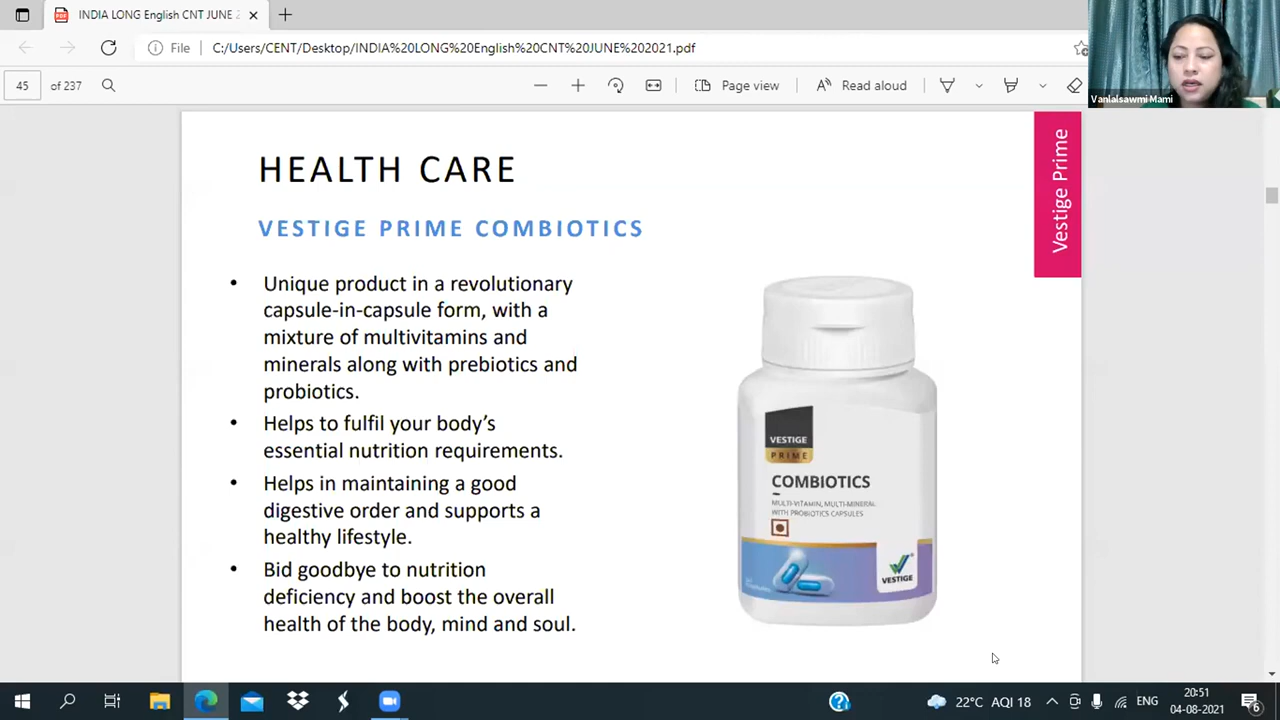 INDIA LONG English CNT JUNE 2
File
C:/Users/CENT/Desktop/INDIA%20LONG%20English%20CNT%20JUNE%202021.pdf
45
of 237
Page view
Read aloud
Vanlalsawmi Mami
HEALTH CARE
Vestige Prime
VESTIGE PRIME COMBIOTICS
• Unique product in a revolutionary
capsule-in-capsule form, with a
mixture of multivitamins and
minerals along with prebiotics and
probiotics.
• Helps to fulfil your body’s
essential nutrition requirements.
• Helps in maintaining a good
digestive order and supports a
healthy lifestyle.
• Bid goodbye to nutrition
deficiency and boost the overall
health of the body, mind and soul.
VESTIGE
PRIME
COMBIOTICS
MULTI-VITAMIN, MULTI-MINERAL
WITH PROBIOTICS CAPSULES
VESTIGE
22°C AQI 18
ENG
20:51
04-08-2021
6